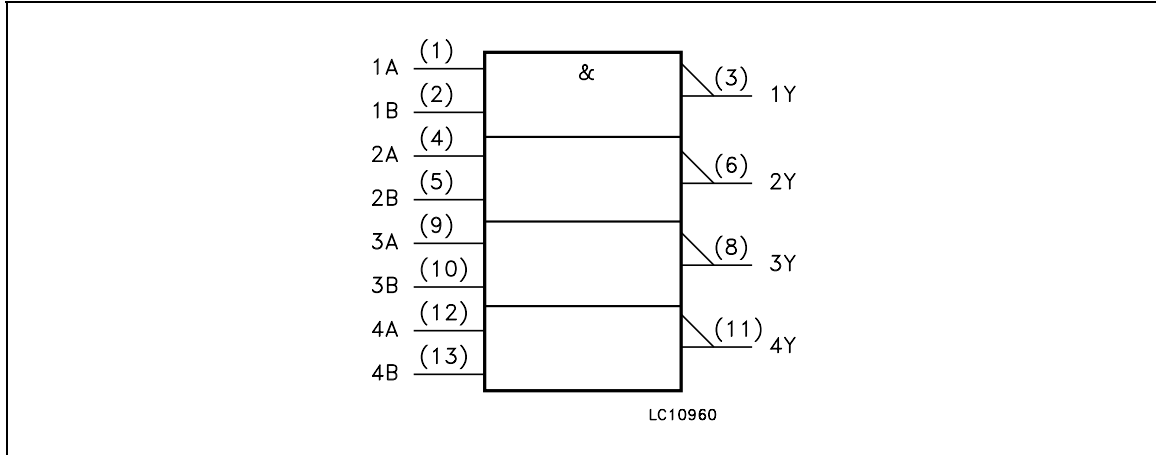 1A (1)
1B (2)
2A (4)
2B (5)
3A (9)
3B (10)
4A (12)
4B (13)
&
(3) 1Y
(6) 2Y
(8) 3Y
(11) 4Y
LC10960